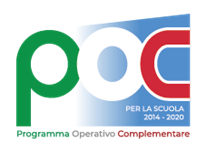 poc
PER LA SCUOLA
2014 - 2020
Programma Operativo Complementare